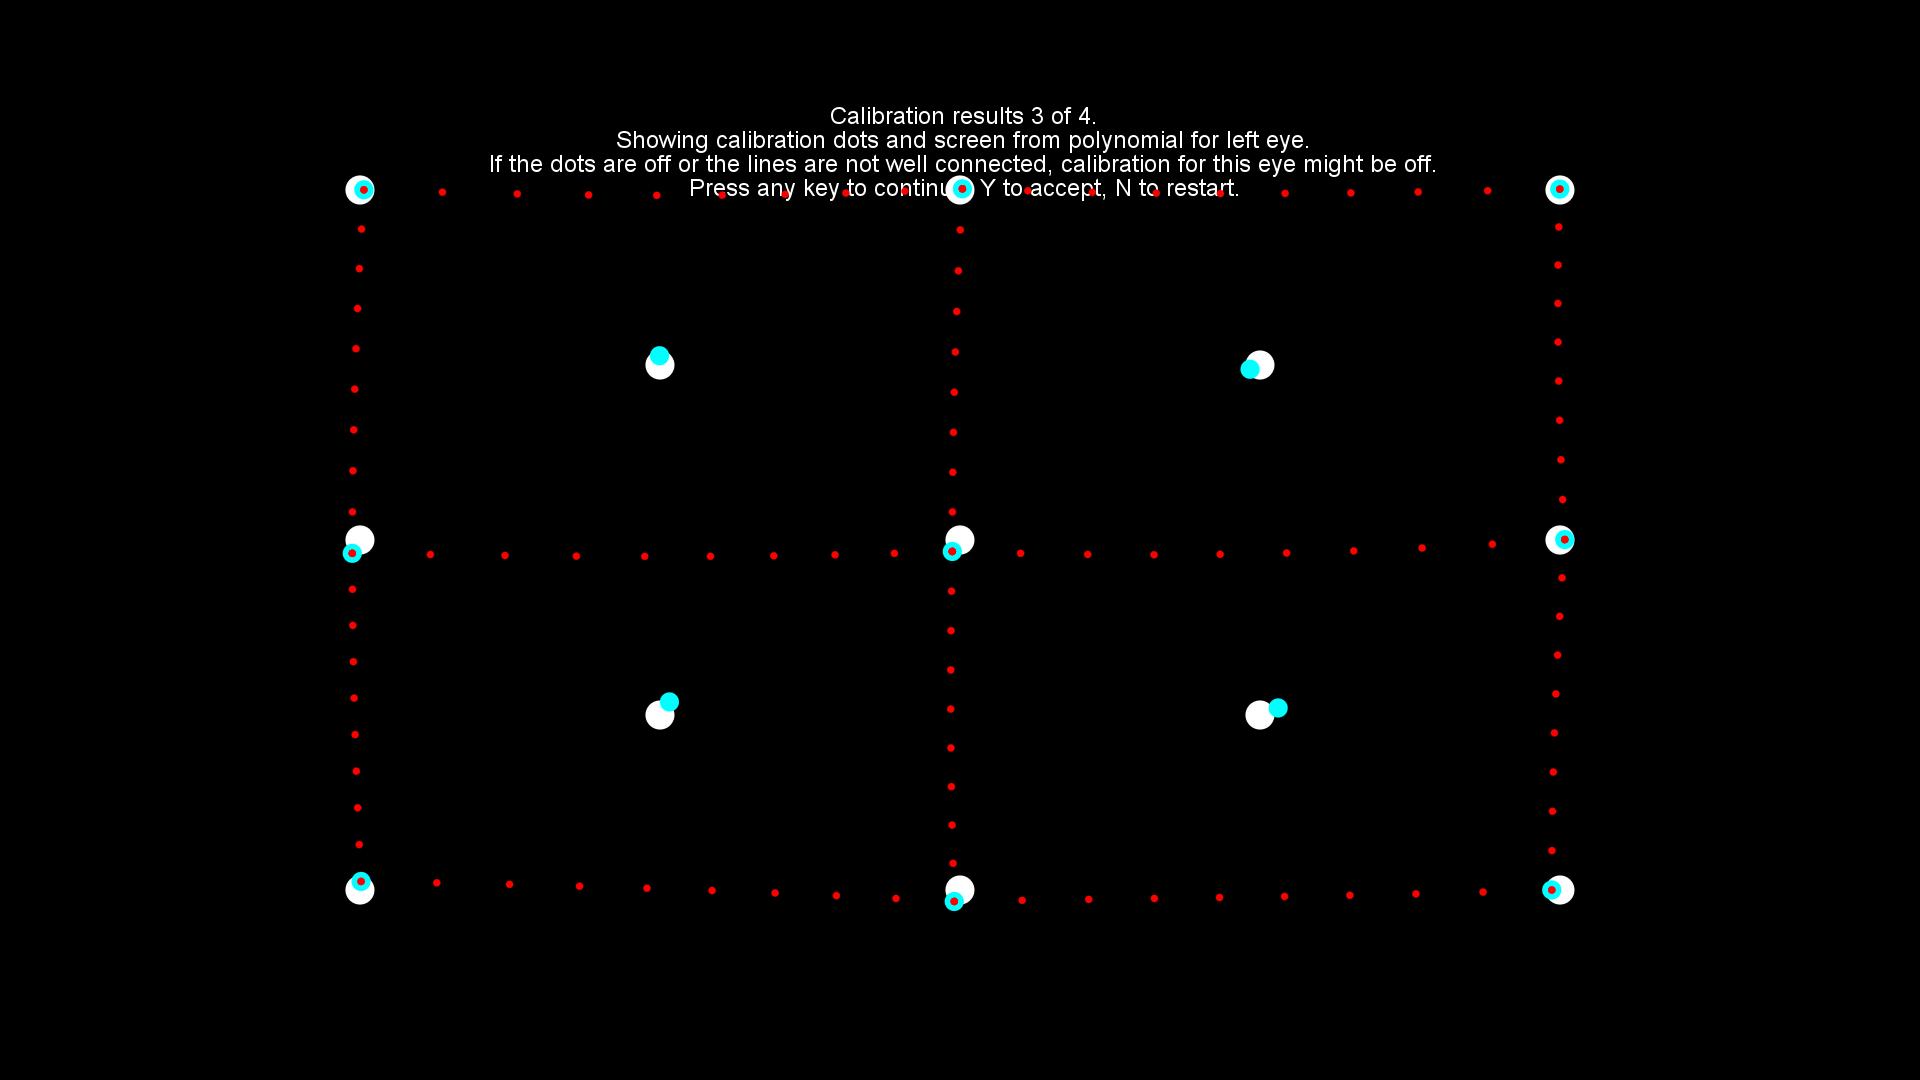 Calibration results 3 of 4.
Showing calibration dots and screen from polynomial for left eye.
If the dots are off or the lines are not well connected, calibration for this eye might be off.
Press any key to continue, Y to accept, N to restart.